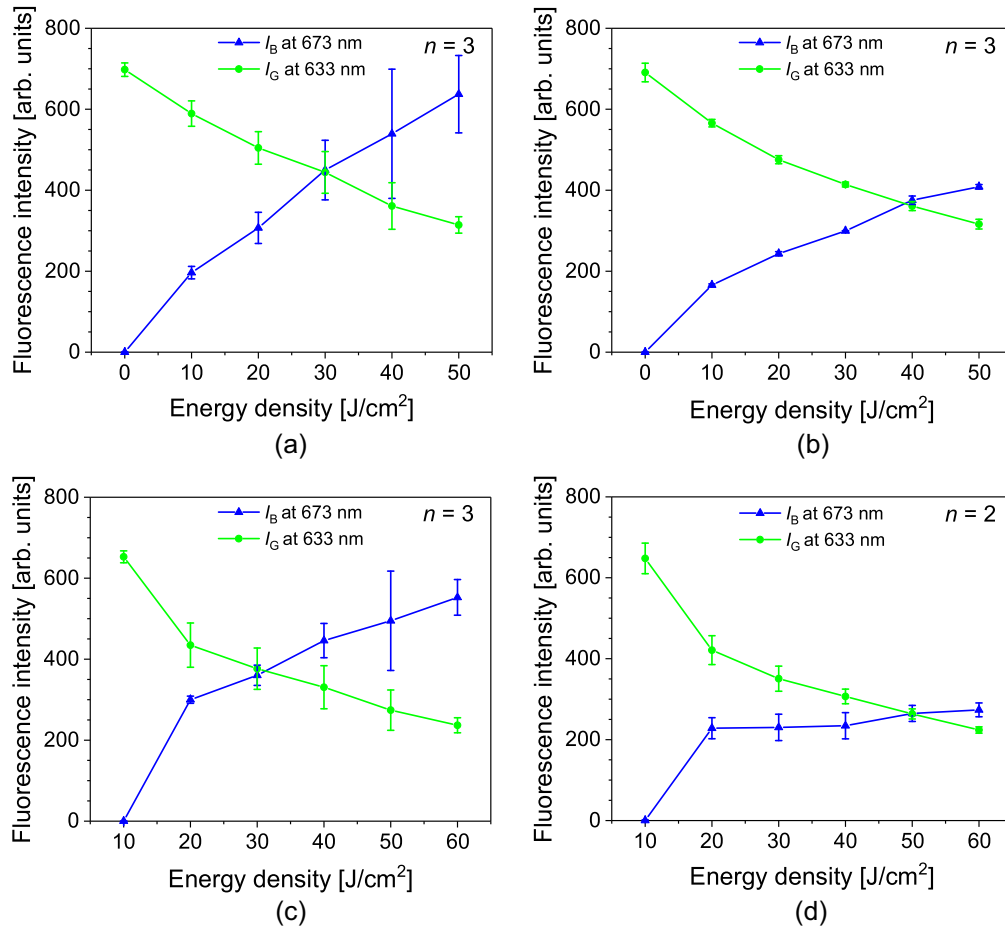 800
600
400
200
0
Fluorescence intensity [arb. units]
I_B at 673 nm
I_G at 633 nm
n = 3
0 10 20 30 40 50
Energy density [J/cm²]
(a)
800
600
400
200
0
Fluorescence intensity [arb. units]
I_B at 673 nm
I_G at 633 nm
n = 3
0 10 20 30 40 50
Energy density [J/cm²]
(b)
800
600
400
200
0
Fluorescence intensity [arb. units]
I_B at 673 nm
I_G at 633 nm
n = 3
10 20 30 40 50 60
Energy density [J/cm²]
(c)
800
600
400
200
0
Fluorescence intensity [arb. units]
I_B at 673 nm
I_G at 633 nm
n = 2
10 20 30 40 50 60
Energy density [J/cm²]
(d)